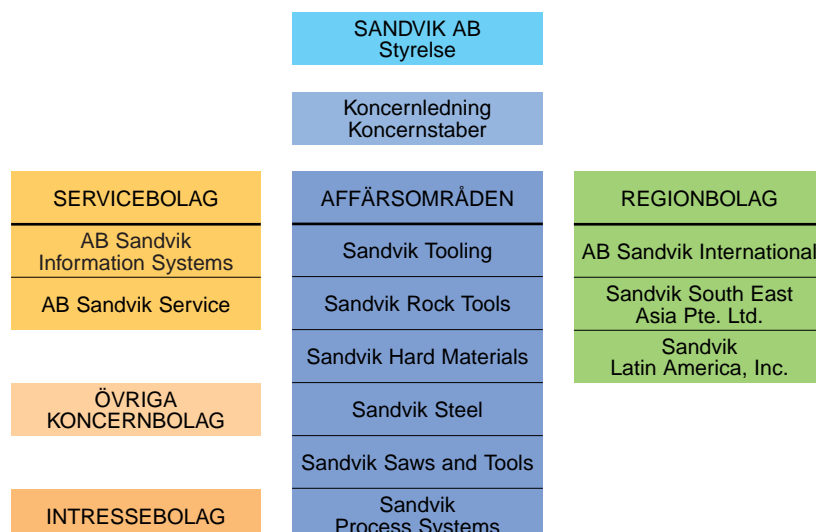 SANDVIK AB
Styrelse
Koncernledning
Koncernstaber
SERVICEBOLAG
AB Sandvik
Information Systems
AB Sandvik Service
ÖVRIGA
KONCERNBOLAG
INTRESSEBOLAG
AFFÄRSOMRÅDEN
Sandvik Tooling
Sandvik Rock Tools
Sandvik Hard Materials
Sandvik Steel
Sandvik Saws and Tools
Sandvik
Process Systems
REGIONBOLAG
AB Sandvik International
Sandvik South East
Asia Pte. Ltd.
Sandvik
Latin America, Inc.